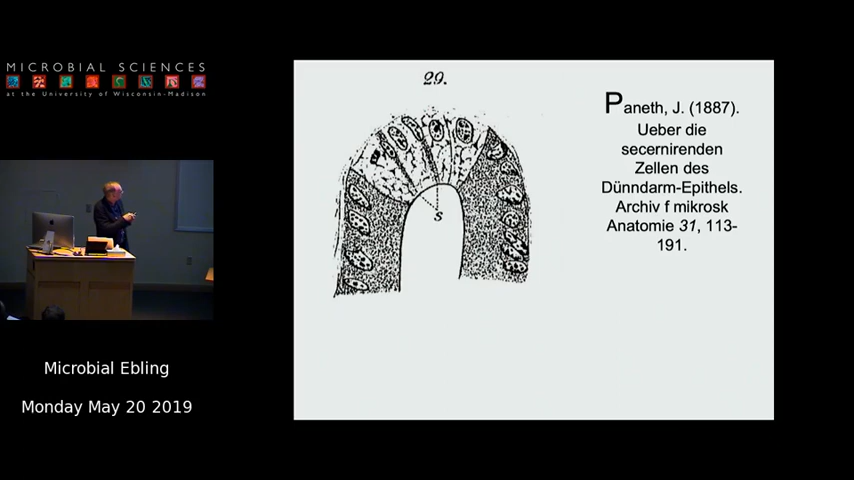 MICROBIAL SCIENCES
at the University of Wisconsin-Madison
29.
s
Paneth, J. (1887).
Ueber die
secernirenden
Zellen des
Dünndarm-Epithels.
Archiv f mikrosk
Anatomie 31, 113-
191.
Microbial Ebling
Monday May 20 2019